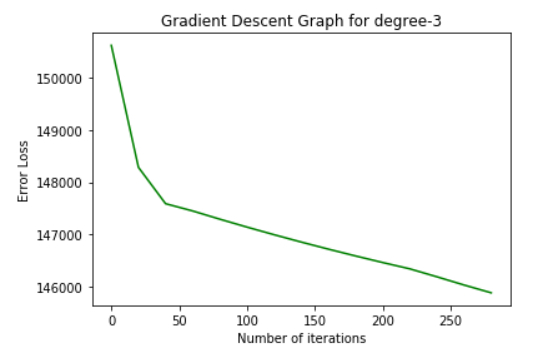 Gradient Descent Graph for degree-3
150000
149000
148000
147000
146000
Error Loss
0 50 100 150 200 250
Number of iterations